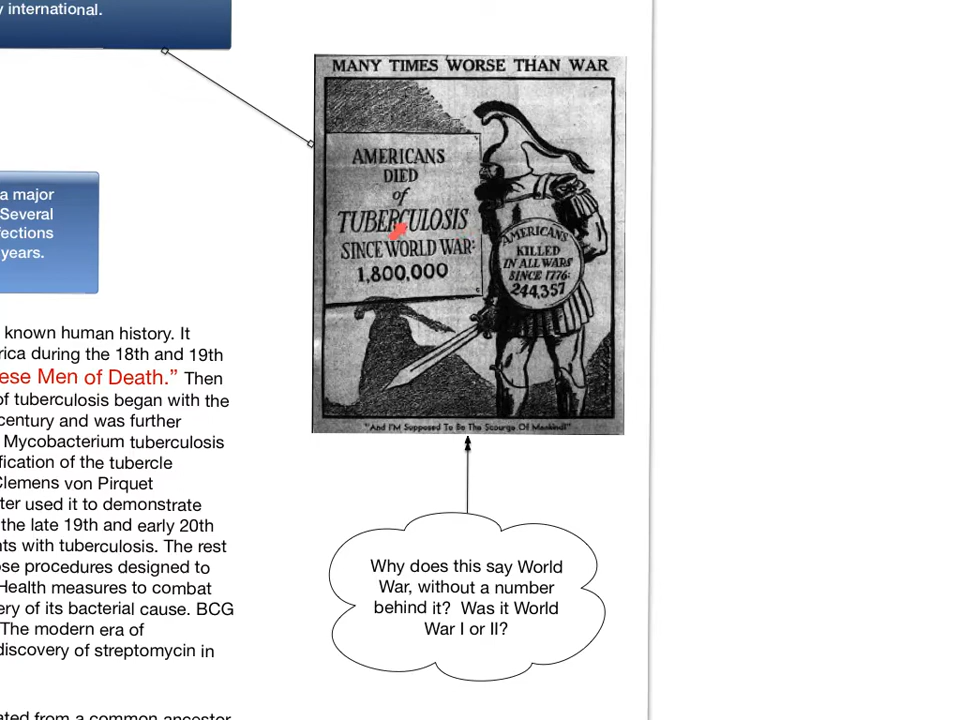 y international.
MANY TIMES WORSE THAN WAR
AMERICANS
DIED
of
TUBERCULOSIS
SINCE WORLD WAR:
1,800,000
AMERICANS
KILLED
IN ALL WARS
SINCE 1776:
244,357
"And I'm Supposed To Be The Scourge Of Mankind!"
a major
Several
fections
years.
known human history. It
rica during the 18th and 19th
ese Men of Death.” Then
of tuberculosis began with the
century and was further
Mycobacterium tuberculosis
fication of the tubercle
Clemens von Pirquet
ter used it to demonstrate
the late 19th and early 20th
nts with tuberculosis. The rest
ose procedures designed to
Health measures to combat
ery of its bacterial cause. BCG
The modern era of
discovery of streptomycin in
ated from a common ancestor
Why does this say World
War, without a number
behind it? Was it World
War I or II?